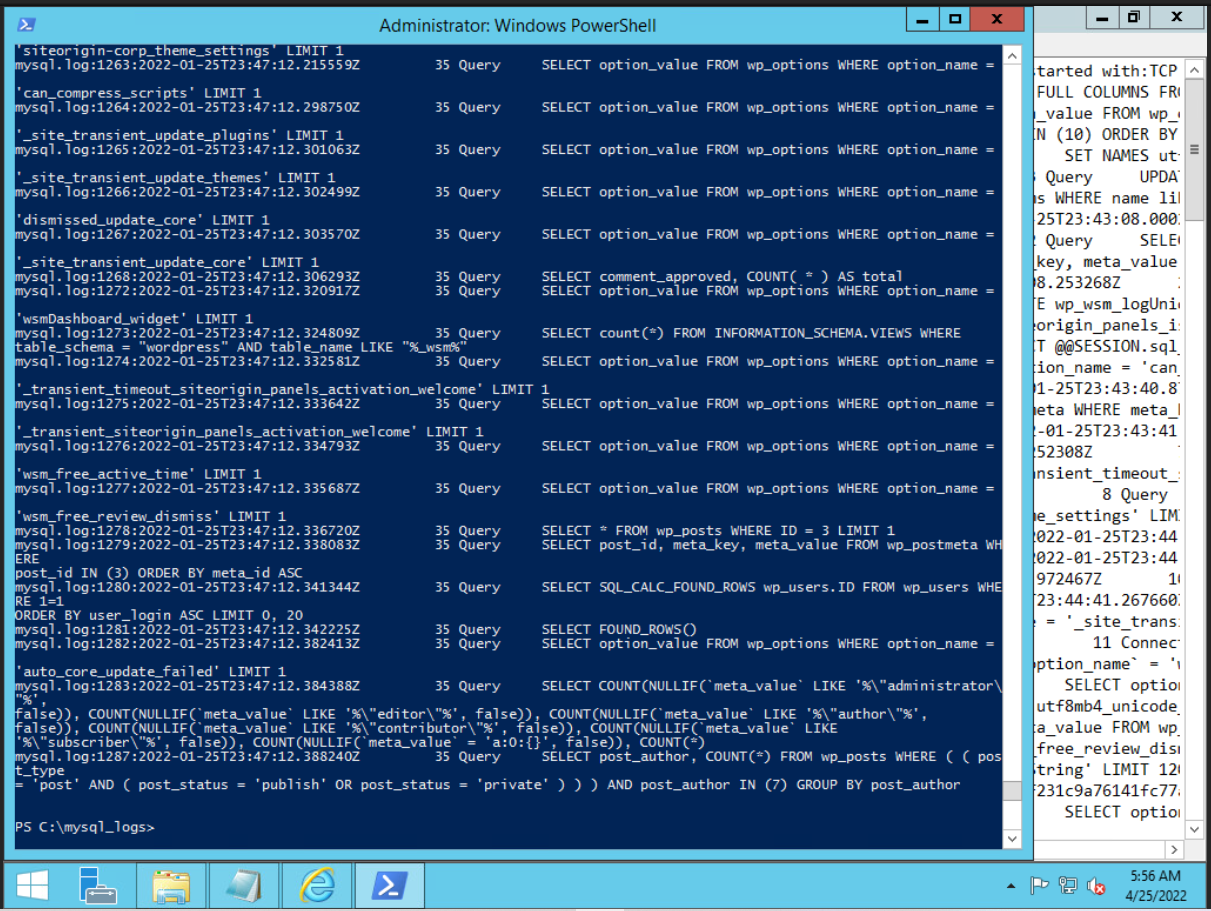 Administrator: Windows PowerShell
'siteorigin-corp_theme_settings' LIMIT 1
mysql.log:1263:2022-01-25T23:47:12.215559Z 35 Query SELECT option_value FROM wp_options WHERE option_name =
'can_compress_scripts' LIMIT 1
mysql.log:1264:2022-01-25T23:47:12.298750Z 35 Query SELECT option_value FROM wp_options WHERE option_name =
'_site_transient_update_plugins' LIMIT 1
mysql.log:1265:2022-01-25T23:47:12.301063Z 35 Query SELECT option_value FROM wp_options WHERE option_name =
'_site_transient_update_themes' LIMIT 1
mysql.log:1266:2022-01-25T23:47:12.302499Z 35 Query SELECT option_value FROM wp_options WHERE option_name =
'dismissed_update_core' LIMIT 1
mysql.log:1267:2022-01-25T23:47:12.303570Z 35 Query SELECT option_value FROM wp_options WHERE option_name =
'_site_transient_update_core' LIMIT 1
mysql.log:1268:2022-01-25T23:47:12.306293Z 35 Query SELECT comment_approved, COUNT( * ) AS total
mysql.log:1272:2022-01-25T23:47:12.320917Z 35 Query SELECT option_value FROM wp_options WHERE option_name =
'wsmDashboard_widget' LIMIT 1
mysql.log:1273:2022-01-25T23:47:12.324809Z 35 Query SELECT count(*) FROM INFORMATION_SCHEMA.VIEWS WHERE
table_schema = "wordpress" AND table_name LIKE "%_wsm%"
mysql.log:1274:2022-01-25T23:47:12.332581Z 35 Query SELECT option_value FROM wp_options WHERE option_name =
'_transient_timeout_siteorigin_panels_activation_welcome' LIMIT 1
mysql.log:1275:2022-01-25T23:47:12.333642Z 35 Query SELECT option_value FROM wp_options WHERE option_name =
'_transient_siteorigin_panels_activation_welcome' LIMIT 1
mysql.log:1276:2022-01-25T23:47:12.334793Z 35 Query SELECT option_value FROM wp_options WHERE option_name =
'wsm_free_active_time' LIMIT 1
mysql.log:1277:2022-01-25T23:47:12.335687Z 35 Query SELECT option_value FROM wp_options WHERE option_name =
'wsm_free_review_dismiss' LIMIT 1
mysql.log:1278:2022-01-25T23:47:12.336720Z 35 Query SELECT * FROM wp_posts WHERE ID = 3 LIMIT 1
mysql.log:1279:2022-01-25T23:47:12.338083Z 35 Query SELECT post_id, meta_key, meta_value FROM wp_postmeta WH
ERE
post_id IN (3) ORDER BY meta_id ASC
mysql.log:1280:2022-01-25T23:47:12.341344Z 35 Query SELECT SQL_CALC_FOUND_ROWS wp_users.ID FROM wp_users WHE
RE 1=1
ORDER BY user_login ASC LIMIT 0, 20
mysql.log:1281:2022-01-25T23:47:12.342225Z 35 Query SELECT FOUND_ROWS()
mysql.log:1282:2022-01-25T23:47:12.382413Z 35 Query SELECT option_value FROM wp_options WHERE option_name =
'auto_core_update_failed' LIMIT 1
mysql.log:1283:2022-01-25T23:47:12.384388Z 35 Query SELECT COUNT(NULLIF(`meta_value` LIKE '%\"administrator\
"%',
false)), COUNT(NULLIF(`meta_value` LIKE '%\"editor\"%', false)), COUNT(NULLIF(`meta_value` LIKE '%\"author\"%',
false)), COUNT(NULLIF(`meta_value` LIKE '%\"contributor\"%', false)), COUNT(NULLIF(`meta_value` LIKE
'%\"subscriber\"%', false)), COUNT(NULLIF(`meta_value` = 'a:0:{}', false)), COUNT(*)
mysql.log:1287:2022-01-25T23:47:12.388240Z 35 Query SELECT post_author, COUNT(*) FROM wp_posts WHERE ( ( pos
t_type
= 'post' AND ( post_status = 'publish' OR post_status = 'private' ) ) ) AND post_author IN (7) GROUP BY post_author
PS C:\mysql_logs>
started with:TCP
FULL COLUMNS FR
_value FROM wp_
IN (10) ORDER BY
SET NAMES ut
Query UPDA
s WHERE name li
25T23:43:08.000
Query SELE
_key, meta_value
08.253268Z
TE wp_wsm_logUni
origin_panels_i
T @@SESSION.sql_
tion_name = 'can_
01-25T23:43:40.8
meta WHERE meta_
-01-25T23:43:41
252308Z
ansient_timeout_
8 Query
e_settings' LIM
2022-01-25T23:44
2022-01-25T23:44
972467Z 1
T23:44:41.267660
= '_site_trans
11 Connec
option_name` = '
SELECT optio
utf8mb4_unicode_
ta_value FROM wp_
_free_review_dis
tring' LIMIT 12
231c9a76141fc77
SELECT optio
5:56 AM
4/25/2022